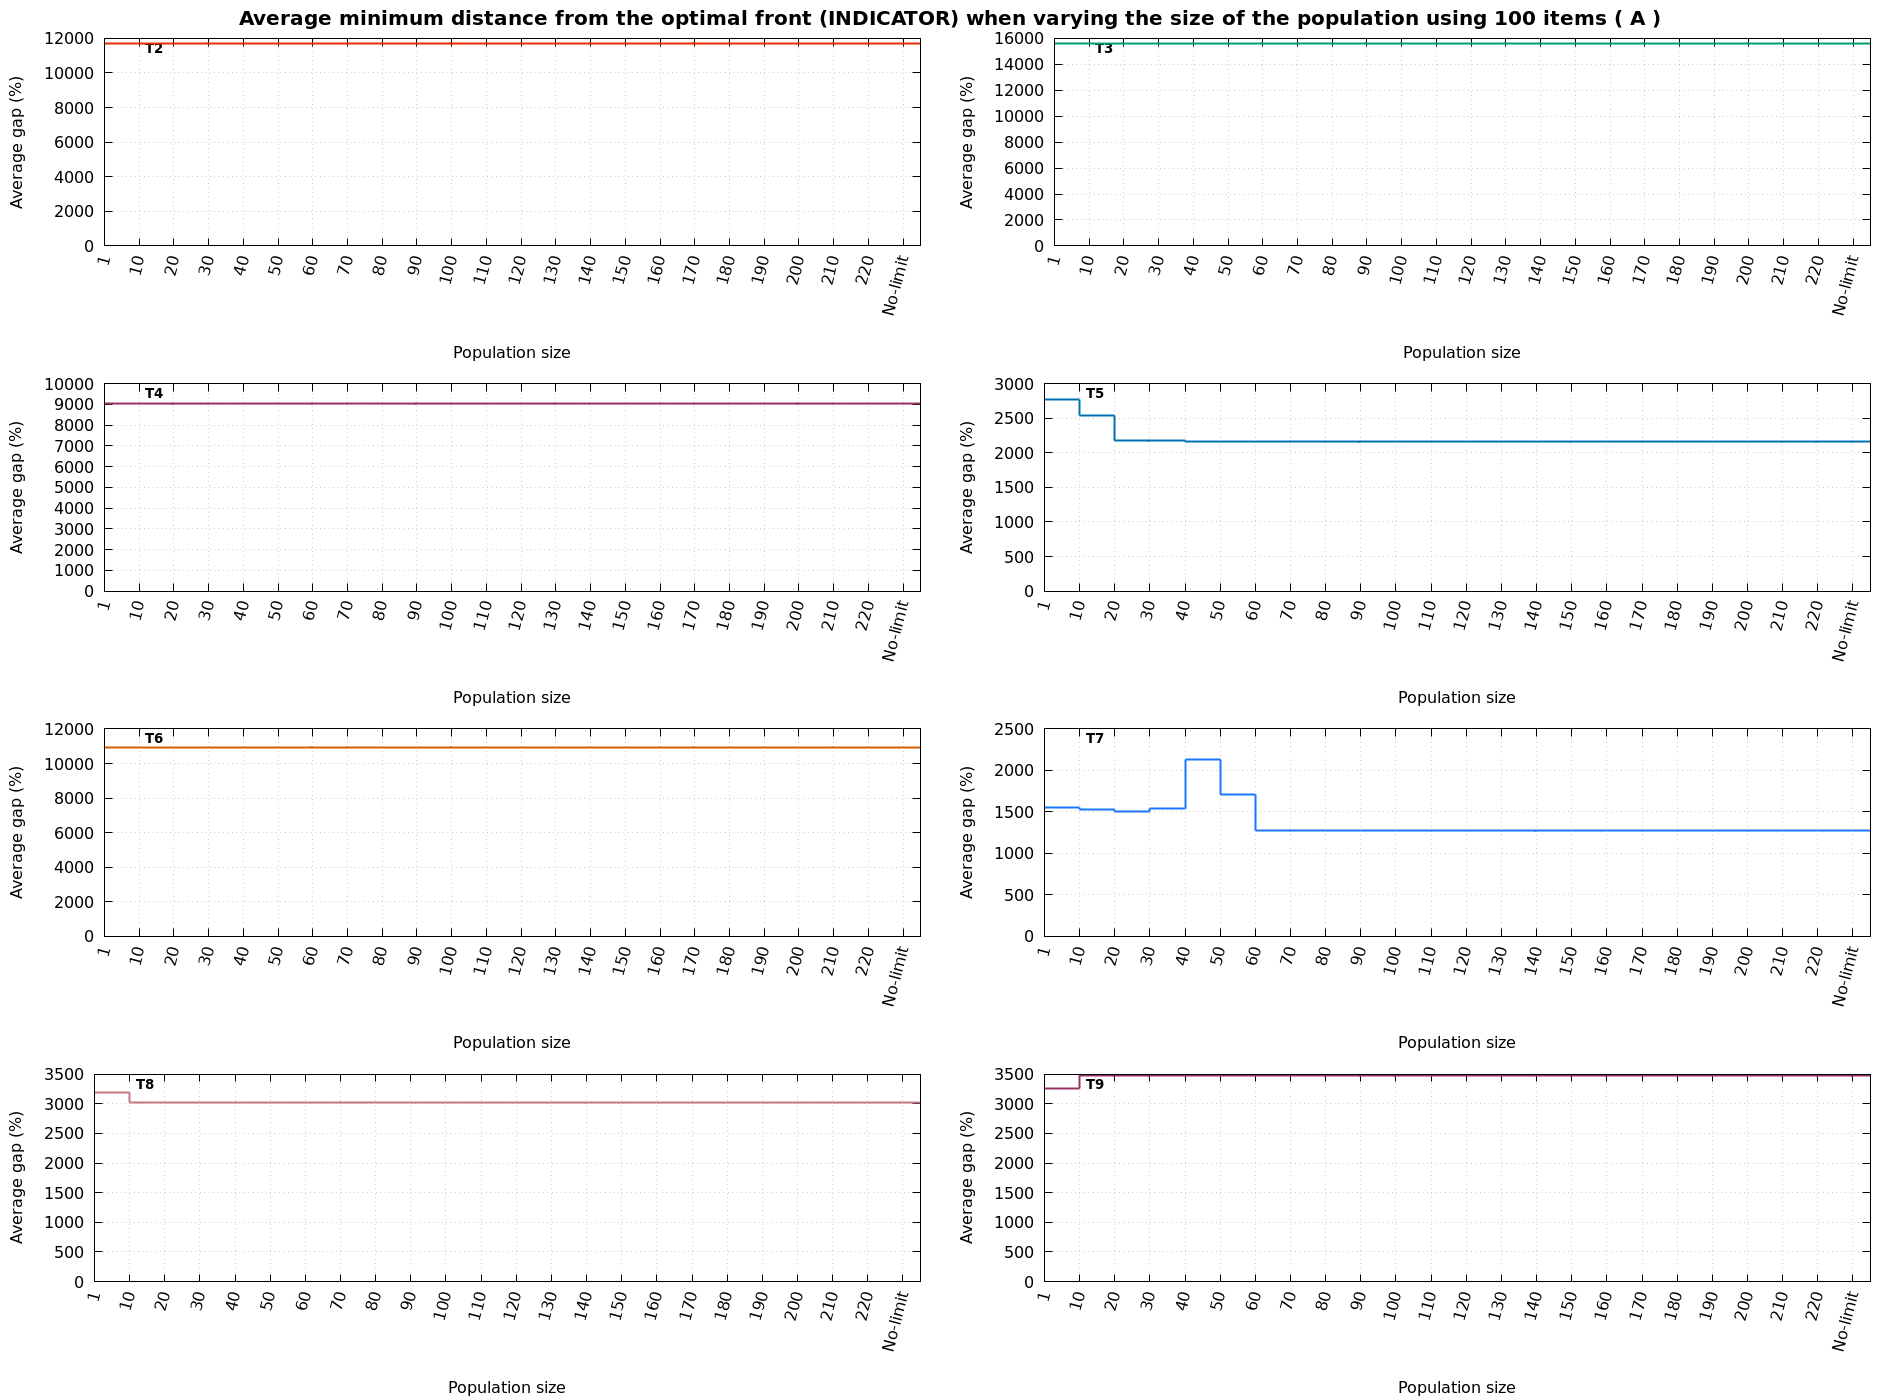 Average minimum distance from the optimal front (INDICATOR) when varying the size of the population using 100 items ( A )
T2
Average gap (%)
12000
10000
8000
6000
4000
2000
0
1 10 20 30 40 50 60 70 80 90 100 110 120 130 140 150 160 170 180 190 200 210 220 No-limit
Population size
T3
Average gap (%)
16000
14000
12000
10000
8000
6000
4000
2000
0
1 10 20 30 40 50 60 70 80 90 100 110 120 130 140 150 160 170 180 190 200 210 220 No-limit
Population size
T4
Average gap (%)
10000
9000
8000
7000
6000
5000
4000
3000
2000
1000
0
1 10 20 30 40 50 60 70 80 90 100 110 120 130 140 150 160 170 180 190 200 210 220 No-limit
Population size
T5
Average gap (%)
3000
2500
2000
1500
1000
500
0
1 10 20 30 40 50 60 70 80 90 100 110 120 130 140 150 160 170 180 190 200 210 220 No-limit
Population size
T6
Average gap (%)
12000
10000
8000
6000
4000
2000
0
1 10 20 30 40 50 60 70 80 90 100 110 120 130 140 150 160 170 180 190 200 210 220 No-limit
Population size
T7
Average gap (%)
2500
2000
1500
1000
500
0
1 10 20 30 40 50 60 70 80 90 100 110 120 130 140 150 160 170 180 190 200 210 220 No-limit
Population size
T8
Average gap (%)
3500
3000
2500
2000
1500
1000
500
0
1 10 20 30 40 50 60 70 80 90 100 110 120 130 140 150 160 170 180 190 200 210 220 No-limit
Population size
T9
Average gap (%)
3500
3000
2500
2000
1500
1000
500
0
1 10 20 30 40 50 60 70 80 90 100 110 120 130 140 150 160 170 180 190 200 210 220 No-limit
Population size